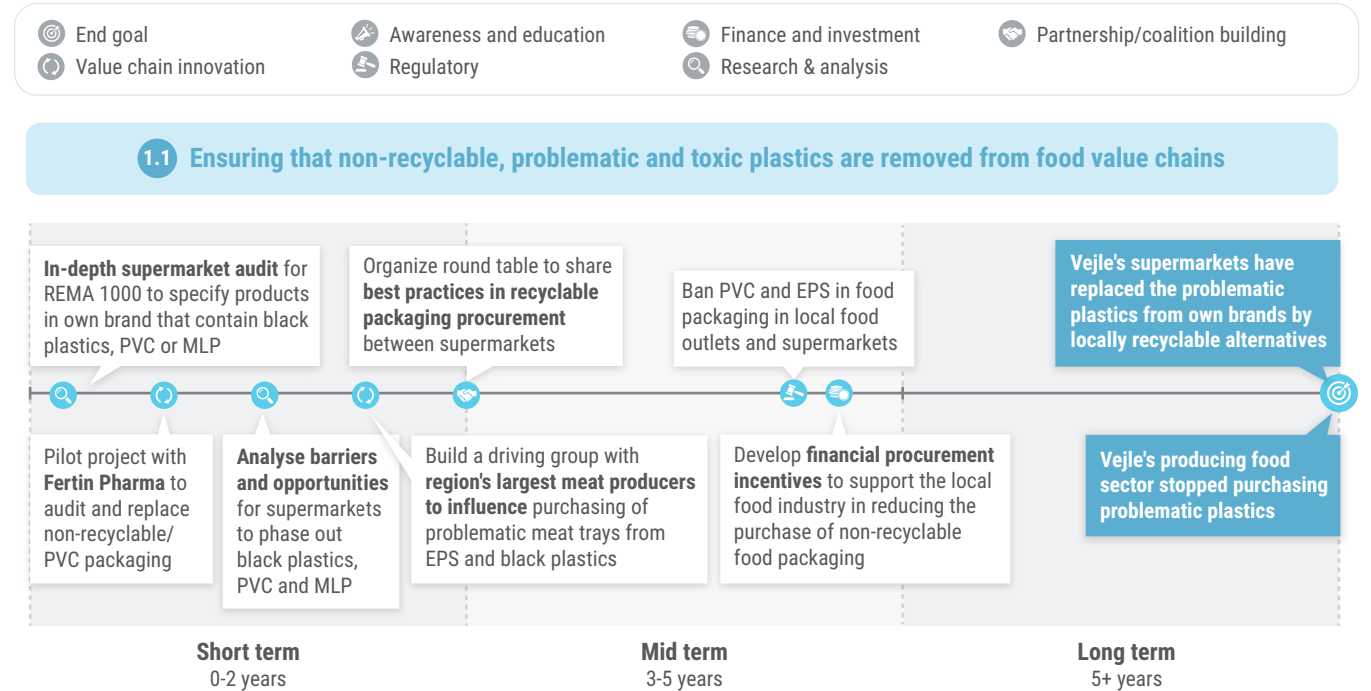 End goal
Awareness and education
Finance and investment
Partnership/coalition building
Value chain innovation
Regulatory
Research & analysis
1.1 Ensuring that non-recyclable, problematic and toxic plastics are removed from food value chains
In-depth supermarket audit for
REMA 1000 to specify products
in own brand that contain black
plastics, PVC or MLP
Organize round table to share
best practices in recyclable
packaging procurement
between supermarkets
Ban PVC and EPS in food
packaging in local food
outlets and supermarkets
Vejle's supermarkets have
replaced the problematic
plastics from own brands by
locally recyclable alternatives
Pilot project with
Fertin Pharma to
audit and replace
non-recyclable/
PVC packaging
Analyse barriers
and opportunities
for supermarkets
to phase out
black plastics,
PVC and MLP
Build a driving group with
region's largest meat producers
to influence purchasing of
problematic meat trays from
EPS and black plastics
Develop financial procurement
incentives to support the local
food industry in reducing the
purchase of non-recyclable
food packaging
Vejle's producing food
sector stopped purchasing
problematic plastics
Short term
0-2 years
Mid term
3-5 years
Long term
5+ years